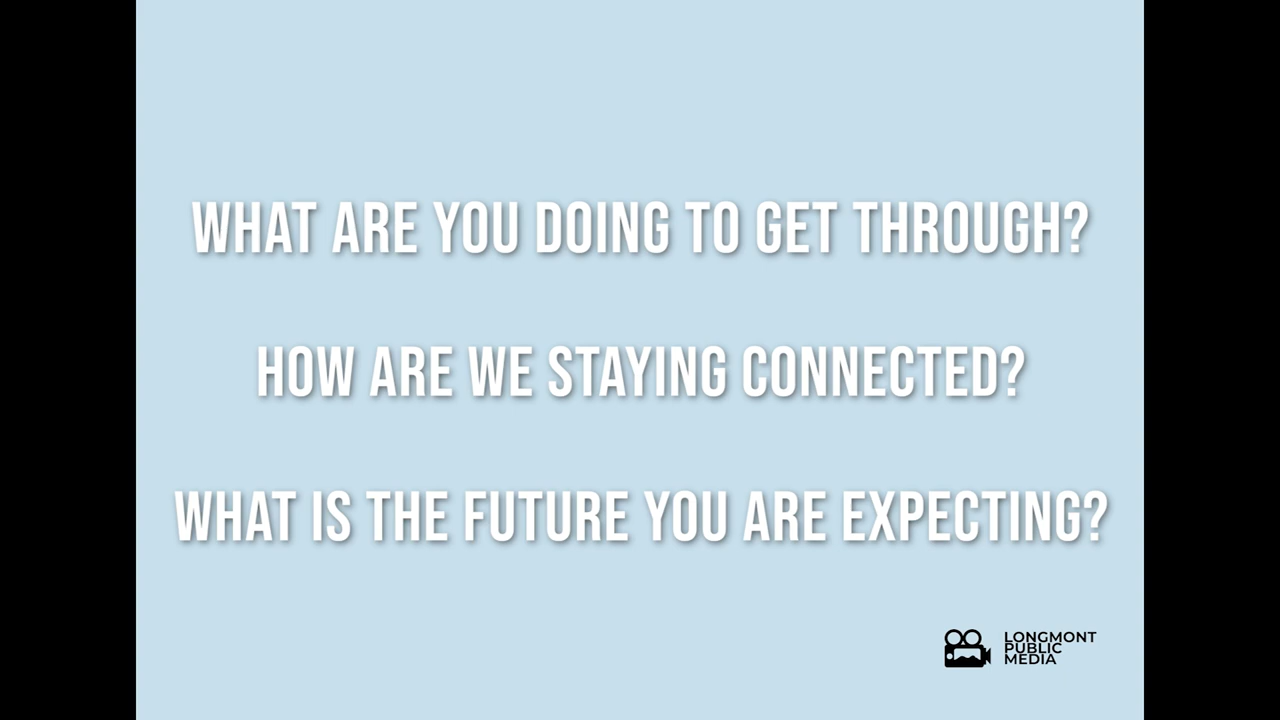 WHAT ARE YOU DOING TO GET THROUGH?
HOW ARE WE STAYING CONNECTED?
WHAT IS THE FUTURE YOU ARE EXPECTING?
LONGMONT
PUBLIC
MEDIA